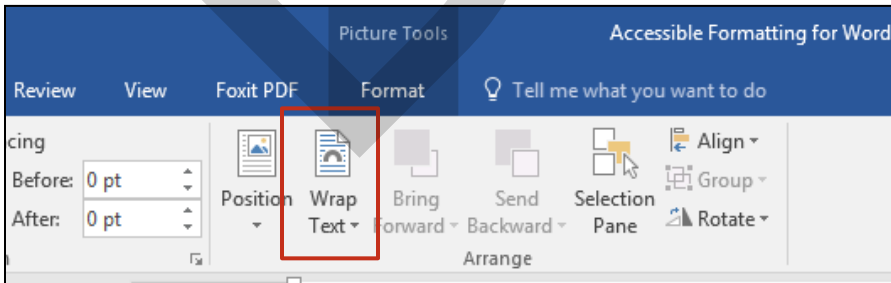 Picture Tools Accessible Formatting for Word
Review View Foxit PDF Format Tell me what you want to do
cing
Before: 0 pt
After: 0 pt
Position
Wrap Text
Bring Forward
Send Backward
Selection Pane
Align
Group
Rotate
Arrange